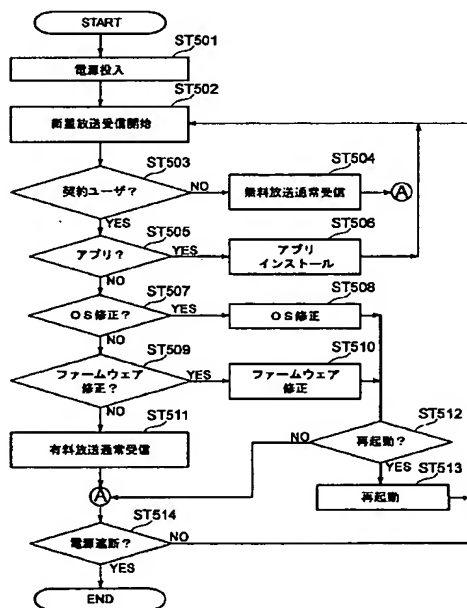 START
ST501
電源投入
ST502
衛星放送受信開始
ST503
契約ユーザ?
NO
ST504
無料放送通常受信
A
YES
ST505
アプリ?
YES
ST506
アプリ
インストール
NO
ST507
OS修正?
YES
ST508
OS修正
NO
ST509
ファームウェア
修正?
YES
ST510
ファームウェア
修正
NO
ST511
有料放送通常受信
ST512
再起動?
NO
YES
ST513
再起動
A
ST514
電源遮断?
NO
YES
END